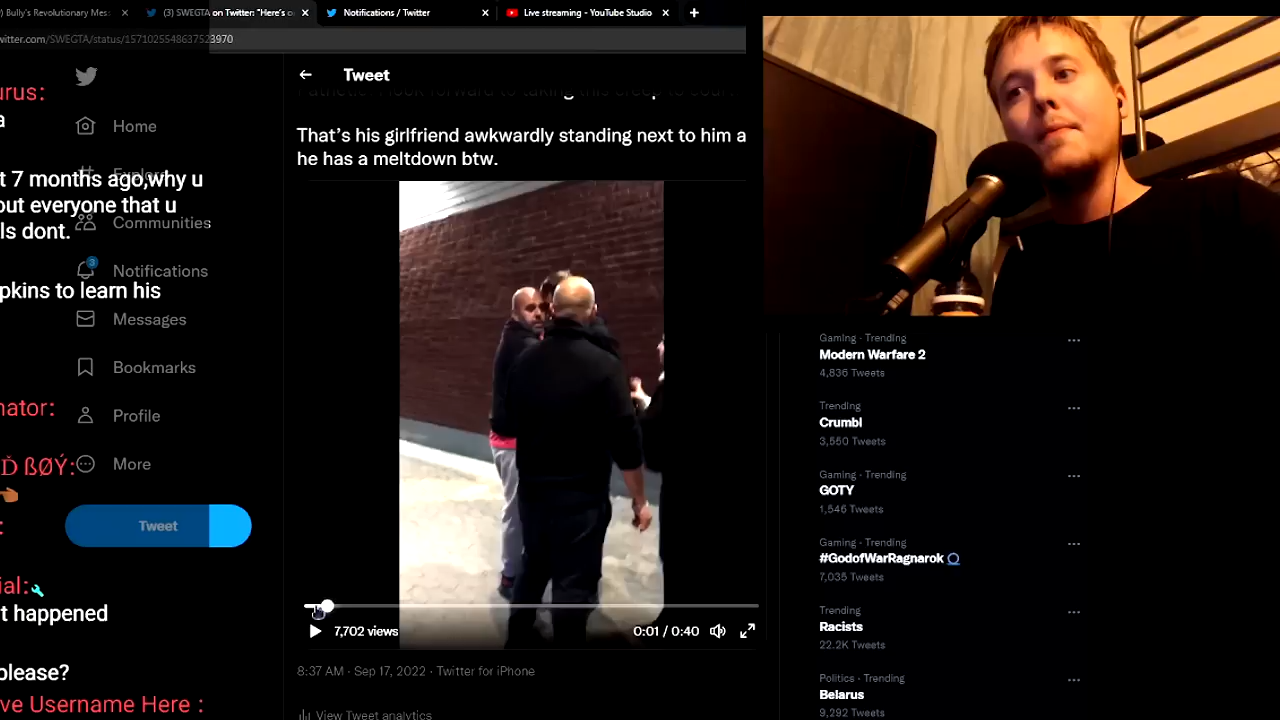 Bully's Revolutionary Mes
(3) SWEGTA on Twitter: "Here's
Notifications / Twitter
Live streaming - YouTube Studio
twitter.com/SWEGTA/status/1571025548637523970
urus:
a
t 7 months ago,why u
out everyone that u
ls dont.
pkins to learn his
nator:
Ď ßØÝ:
:
ial:
t happened
please?
ve Username Here :
Home
Explore
Communities
Notifications
3
Messages
Bookmarks
Profile
More
Tweet
Tweet
That's his girlfriend awkwardly standing next to him a
he has a meltdown btw.
7,702 views
0:01 / 0:40
8:37 AM · Sep 17, 2022 · Twitter for iPhone
View Tweet analytics
Gaming · Trending
Modern Warfare 2
4,836 Tweets
Trending
Crumbl
3,550 Tweets
Gaming · Trending
GOTY
1,546 Tweets
Gaming · Trending
#GodofWarRagnarok
7,035 Tweets
Trending
Racists
22.2K Tweets
Politics · Trending
Belarus
9,292 Tweets